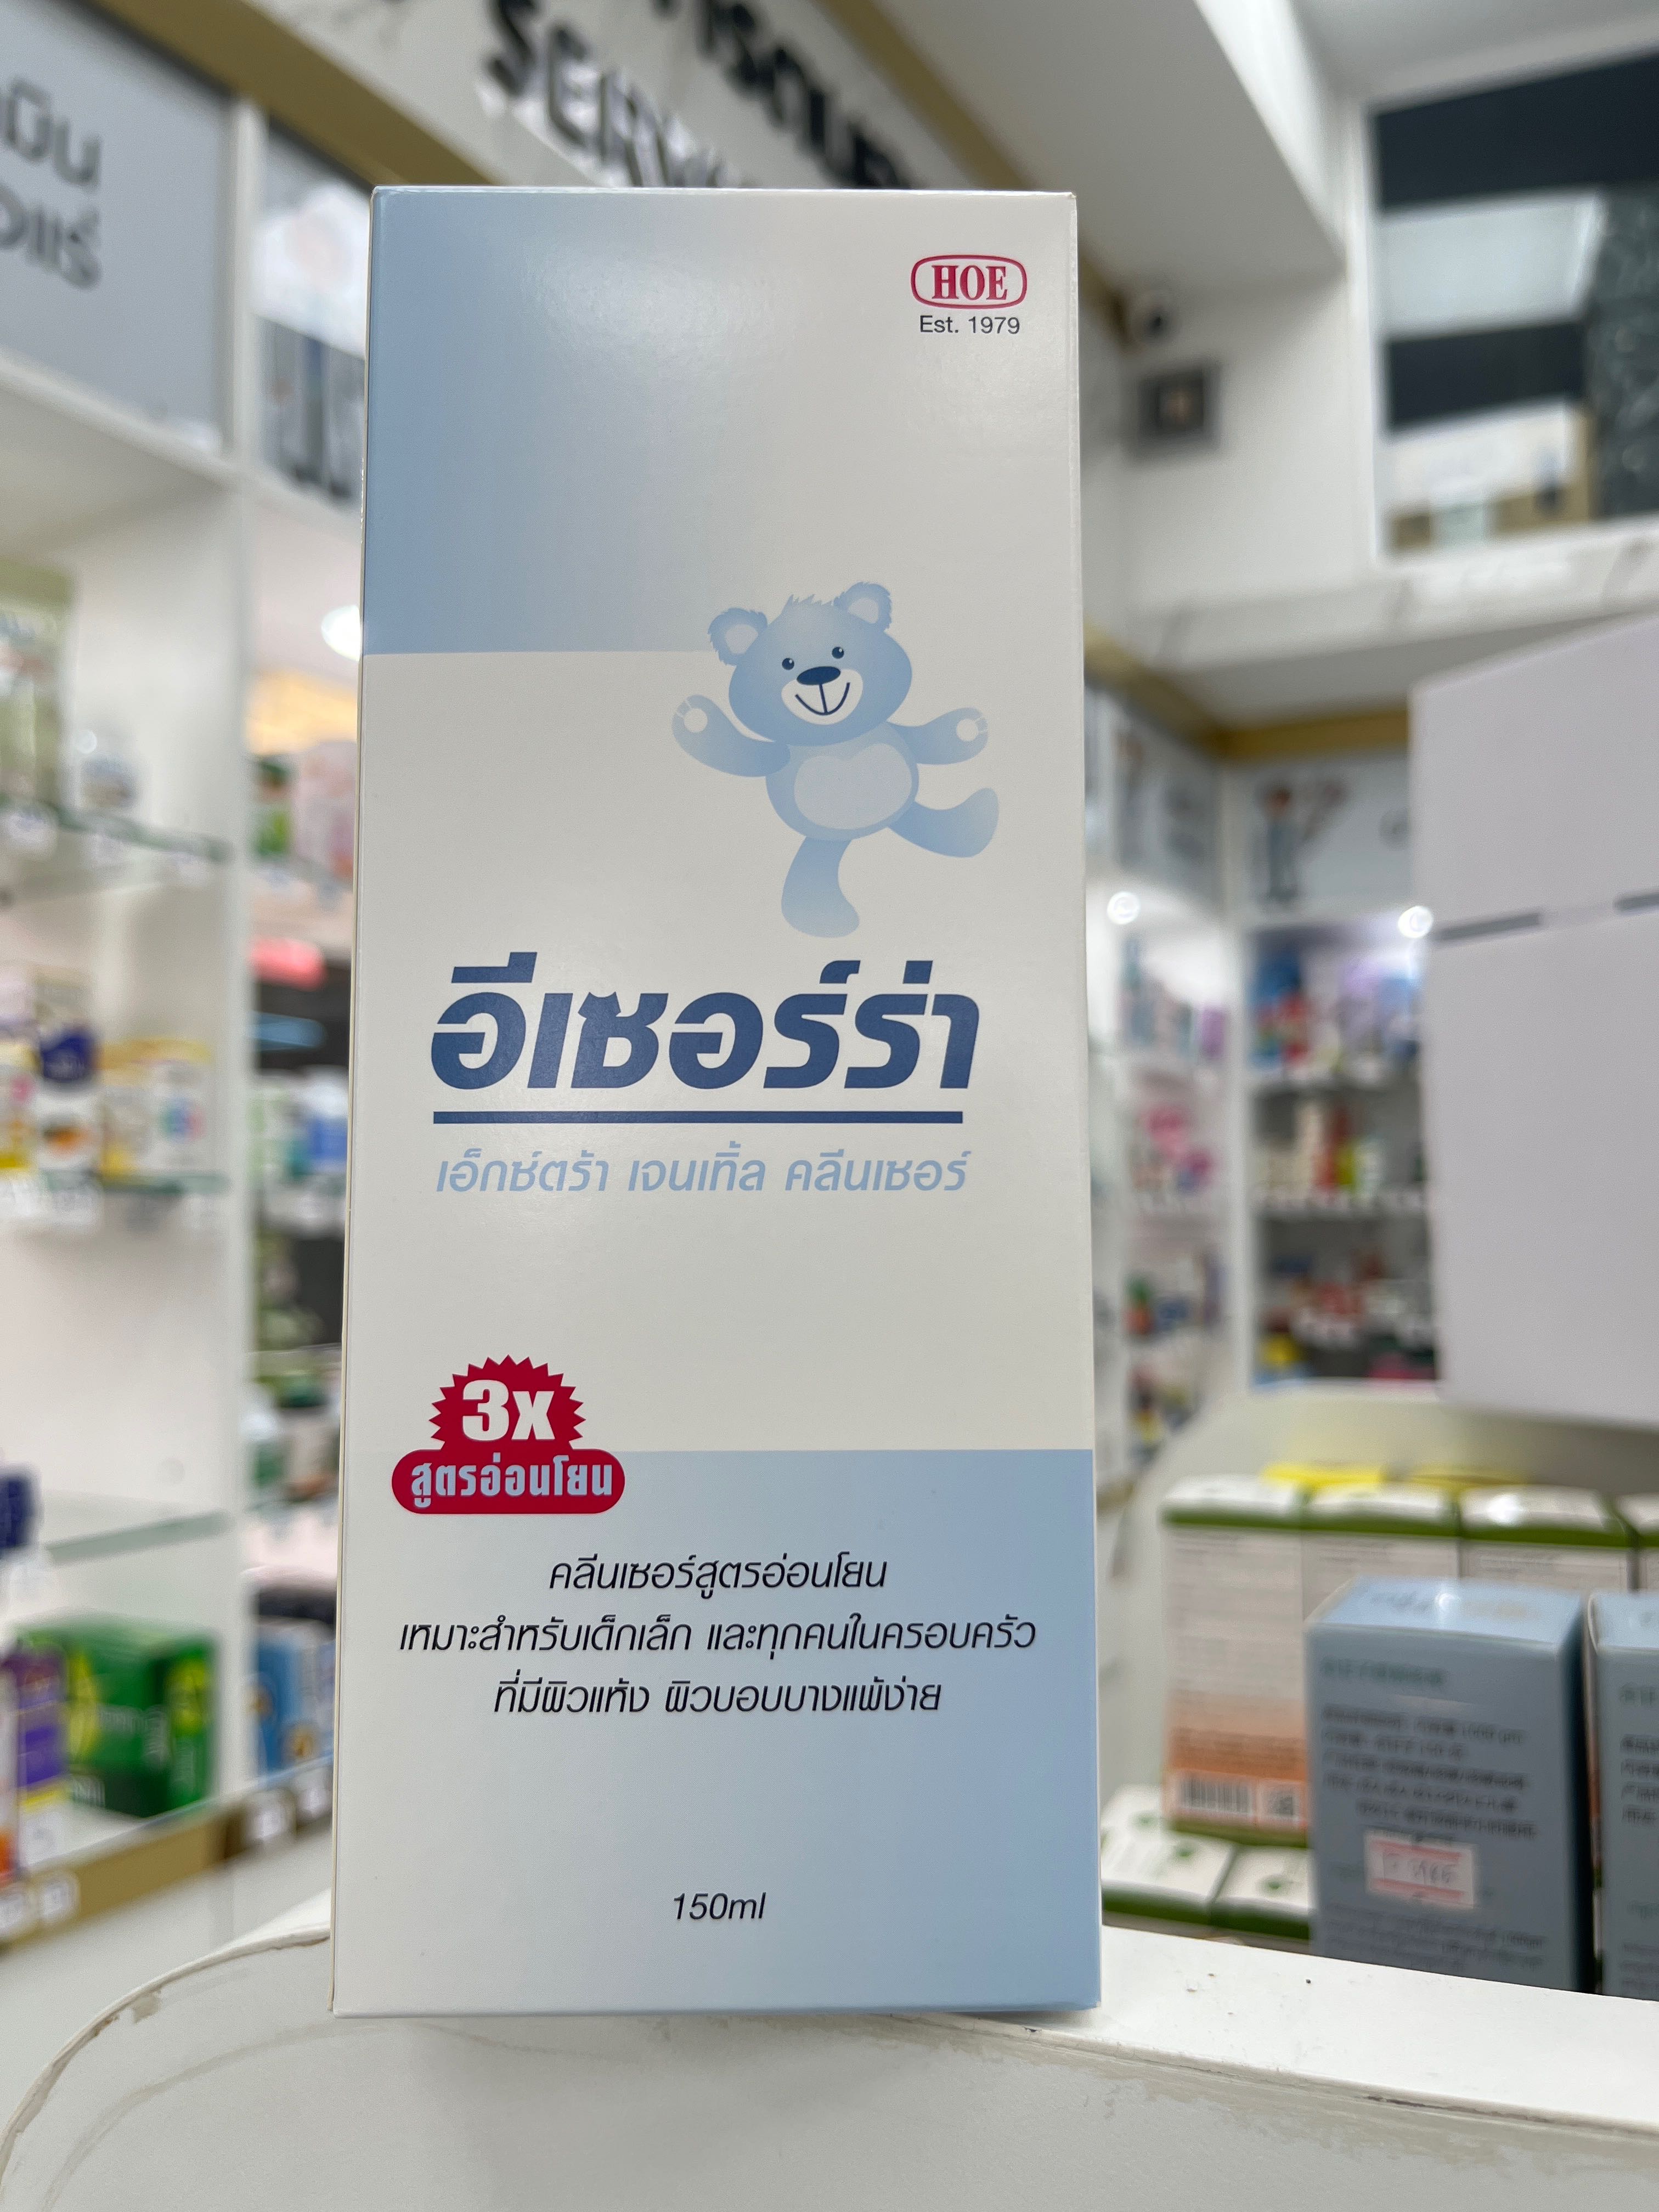 HOE
Est. 1979
อีเซอร์ร่า
เอ็กซ์ตร้า เจนเทิ้ล คลีนเซอร์
3x
สูตรอ่อนโยน
คลีนเซอร์สูตรอ่อนโยน
เหมาะสำหรับเด็กเล็ก และทุกคนในครอบครัว
ที่มีผิวแห้ง ผิวบอบบางแพ้ง่าย
150ml